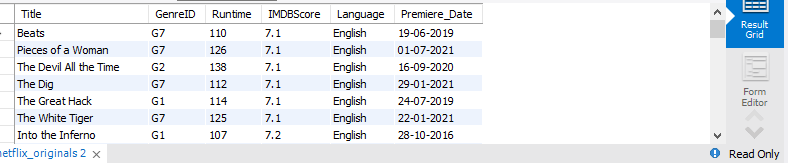 Title GenreID Runtime IMDBScore Language Premiere_Date
Beats G7 110 7.1 English 19-06-2019
Pieces of a Woman G7 126 7.1 English 01-07-2021
The Devil All the Time G2 138 7.1 English 16-09-2020
The Dig G7 112 7.1 English 29-01-2021
The Great Hack G1 114 7.1 English 24-07-2019
The White Tiger G7 125 7.1 English 22-01-2021
Into the Inferno G1 107 7.2 English 28-10-2016
Result
Grid
Form
Editor
etflix_originals 2 ×
Read Only